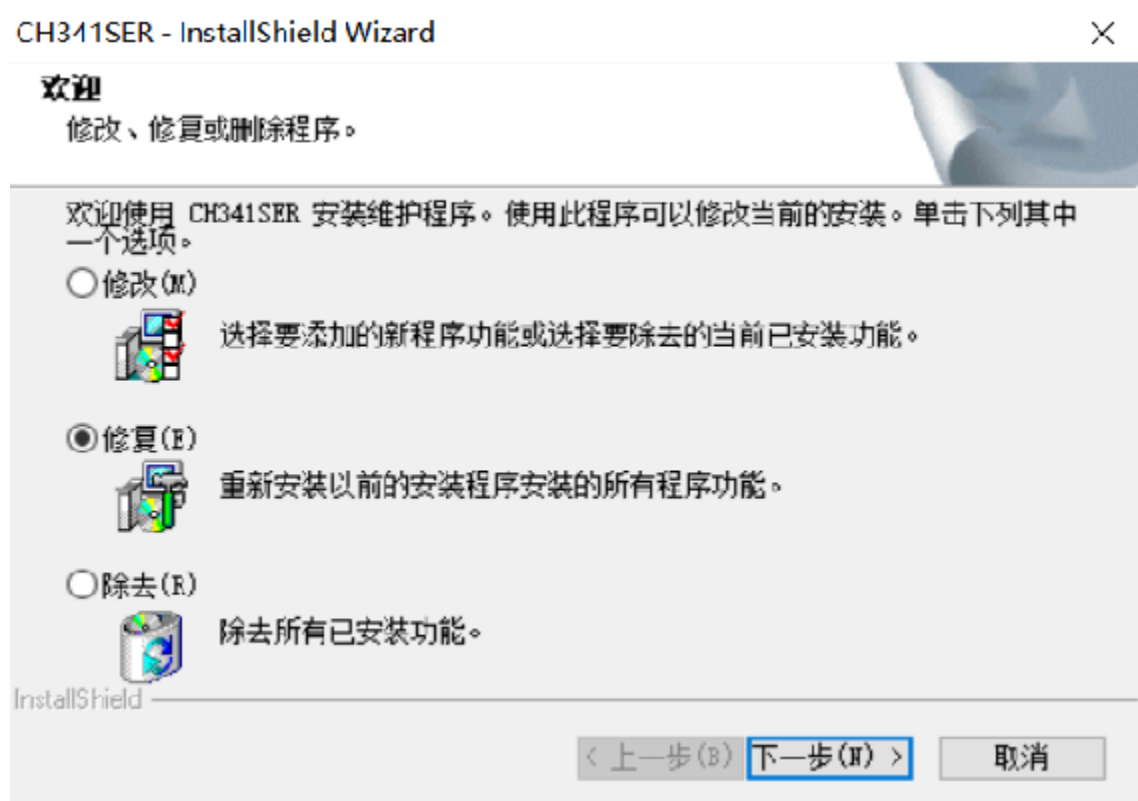 CH341SER - InstallShield Wizard
欢迎
修改、修复或删除程序。
欢迎使用 CH341SER 安装维护程序。使用此程序可以修改当前的安装。单击下列其中
一个选项。
修改(M)
选择要添加的新程序功能或选择要除去的当前已安装功能。
修复(E)
重新安装以前的安装程序安装的所有程序功能。
除去(R)
除去所有已安装功能。
InstallShield
< 上一步(B) 下一步(N) > 取消